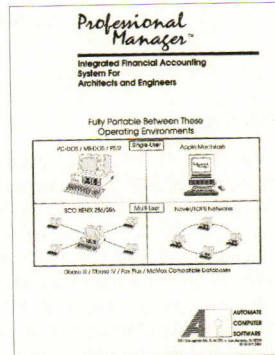 Professional
Manager™
Integrated Financial Accounting
System For
Architects and Engineers
Fully Portable Between These
Operating Environments
PC-DOS / MS-DOS / PS/2
Single-User
Apple Macintosh
SCO XENIX 286/386
Multi-User
Novell/TOPS Networks
Dbase III / Dbase IV / Fox Plus / McMax Compatible Databases
AUTOMATE
COMPUTER
SOFTWARE